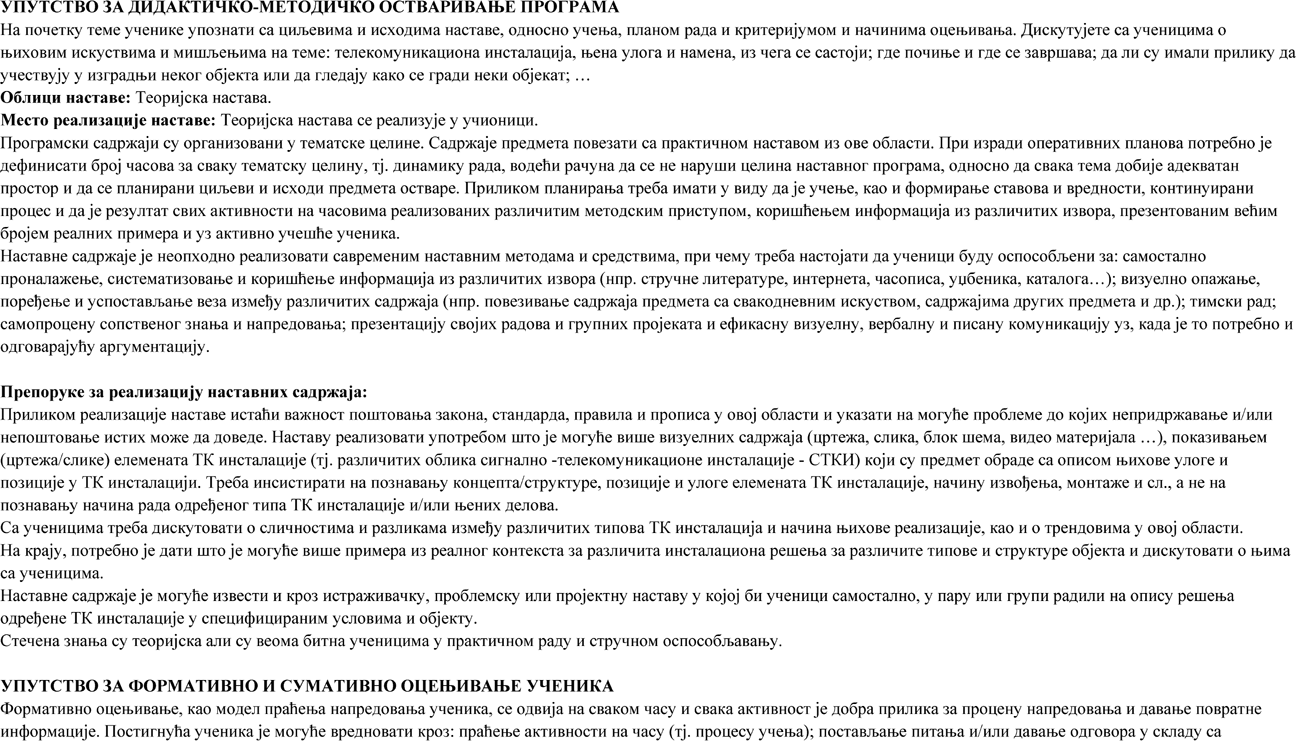 УПУТСТВО ЗА ДИДАКТИЧКО-МЕТОДИЧКО ОСТВАРИВАЊЕ ПРОГРАМА
На почетку теме ученике упознати са циљевима и исходима наставе, односно учења, планом рада и критеријумом и начинима оцењивања. Дискутујете са ученицима о
њиховим искуствима и мишљењима на теме: телекомуникациона инсталација, њена улога и намена, из чега се састоји; где почиње и где се завршава; да ли су имали прилику да
учествују у изградњи неког објекта или да гледају како се гради неки објекат; …
Облици наставе: Теоријска настава.
Место реализације наставе: Теоријска настава се реализује у учионици.
Програмски садржаји су организовани у тематске целине. Садржаје предмета повезати са практичном наставом из ове области. При изради оперативних планова потребно је
дефинисати број часова за сваку тематску целину, тј. динамику рада, водећи рачуна да се не наруши целина наставног програма, односно да свака тема добије адекватан
простор и да се планирани циљеви и исходи предмета остваре. Приликом планирања треба имати у виду да је учење, као и формирање ставова и вредности, континуирани
процес и да је резултат свих активности на часовима реализованих различитим методским приступом, коришћењем информација из различитих извора, презентованим већим
бројем реалних примера и уз активно учешће ученика.
Наставне садржаје је неопходно реализовати савременим наставним методама и средствима, при чему треба настојати да ученици буду оспособљени за: самостално
проналажење, систематизовање и коришћење информација из различитих извора (нпр. стручне литературе, интернета, часописа, уџбеника, каталога…); визуелно опажање,
поређење и успостављање веза између различитих садржаја (нпр. повезивање садржаја предмета са свакодневним искуством, садржајима других предмета и др.); тимски рад;
самопроцену сопственог знања и напредовања; презентацију својих радова и групних пројеката и ефикасну визуелну, вербалну и писану комуникацију уз, када је то потребно и
одговарајућу аргументацију.
Препоруке за реализацију наставних садржаја:
Приликом реализације наставе истаћи важност поштовања закона, стандарда, правила и прописа у овој области и указати на могуће проблеме до којих непридржавање и/или
непоштовање истих може да доведе. Наставу реализовати употребом што је могуће више визуелних садржаја (цртежа, слика, блок шема, видео материјала …), показивањем
(цртежа/слике) елемената ТК инсталације (тј. различитих облика сигнално -телекомуникационе инсталације - СТКИ) који су предмет обраде са описом њихове улоге и
позиције у ТК инсталацији. Треба инсистирати на познавању концепта/структуре, позиције и улоге елемената ТК инсталације, начину извођења, монтаже и сл., а не на
познавању начина рада одређеног типа ТК инсталације и/или њених делова.
Са ученицима треба дискутовати о сличностима и разликама између различитих типова ТК инсталација и начина њихове реализације, као и о трендовима у овој области.
На крају, потребно је дати што је могуће више примера из реалног контекста за различита инсталациона решења за различите типове и структуре објекта и дискутовати о њима
са ученицима.
Наставне садржаје је могуће извести и кроз истраживачку, проблемску или пројектну наставу у којој би ученици самостално, у пару или групи радили на опису решења
одређене ТК инсталације у специфицираним условима и објекту.
Стечена знања су теоријска али су веома битна ученицима у практичном раду и стручном оспособљавању.
УПУТСТВО ЗА ФОРМАТИВНО И СУМАТИВНО ОЦЕЊИВАЊЕ УЧЕНИКА
Формативно оцењивање, као модел праћења напредовања ученика, се одвија на сваком часу и свака активност је добра прилика за процену напредовања и давање повратне
информације. Постигнућа ученика је могуће вредновати кроз: праћење активности на часу (тј. процесу учења); постављање питања и/или давање одговора у складу са